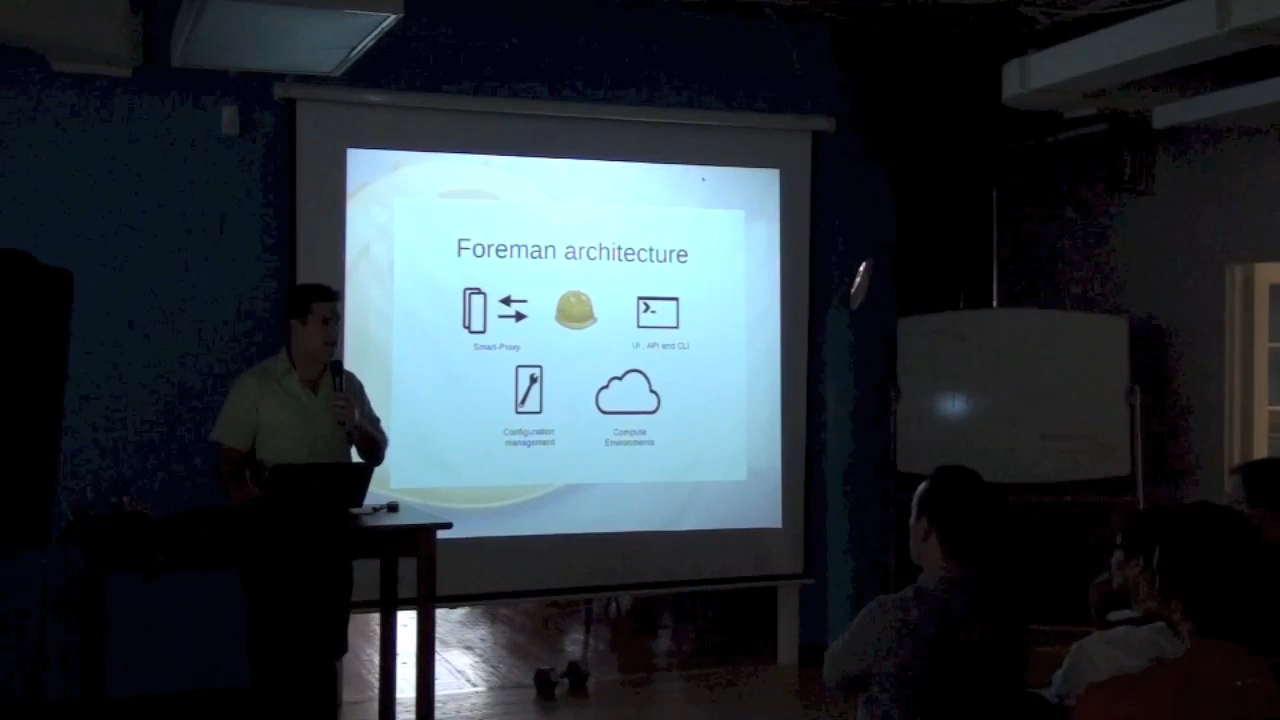 Foreman architecture
Smart-Proxy
UI , API and CLI
Configuration
management
Compute
Environments